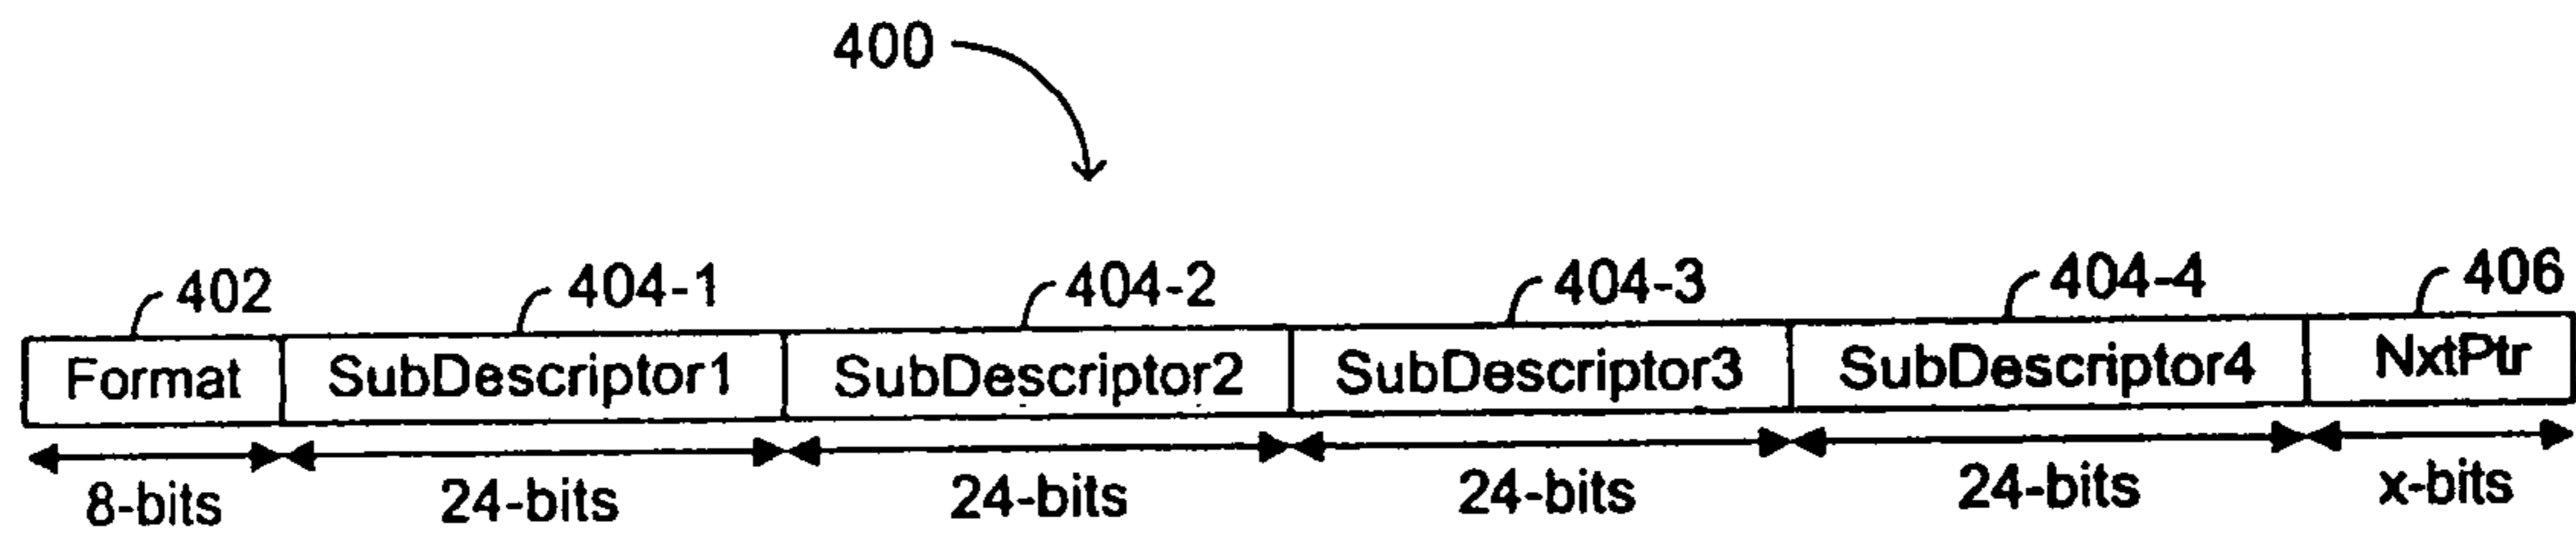 400
402 404-1 404-2 404-3 404-4 406
Format SubDescriptor1 SubDescriptor2 SubDescriptor3 SubDescriptor4 NxtPtr
8-bits 24-bits 24-bits 24-bits 24-bits x-bits